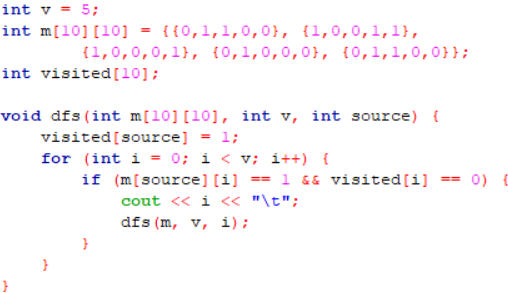 int v = 5;
int m[10][10] = {{0,1,1,0,0}, {1,0,0,1,1},
        {1,0,0,0,1}, {0,1,0,0,0}, {0,1,1,0,0}};
int visited[10];

void dfs(int m[10][10], int v, int source) {
    visited[source] = 1;
    for (int i = 0; i < v; i++) {
        if (m[source][i] == 1 && visited[i] == 0) {
            cout << i << "\t";
            dfs(m, v, i);
        }
    }
}